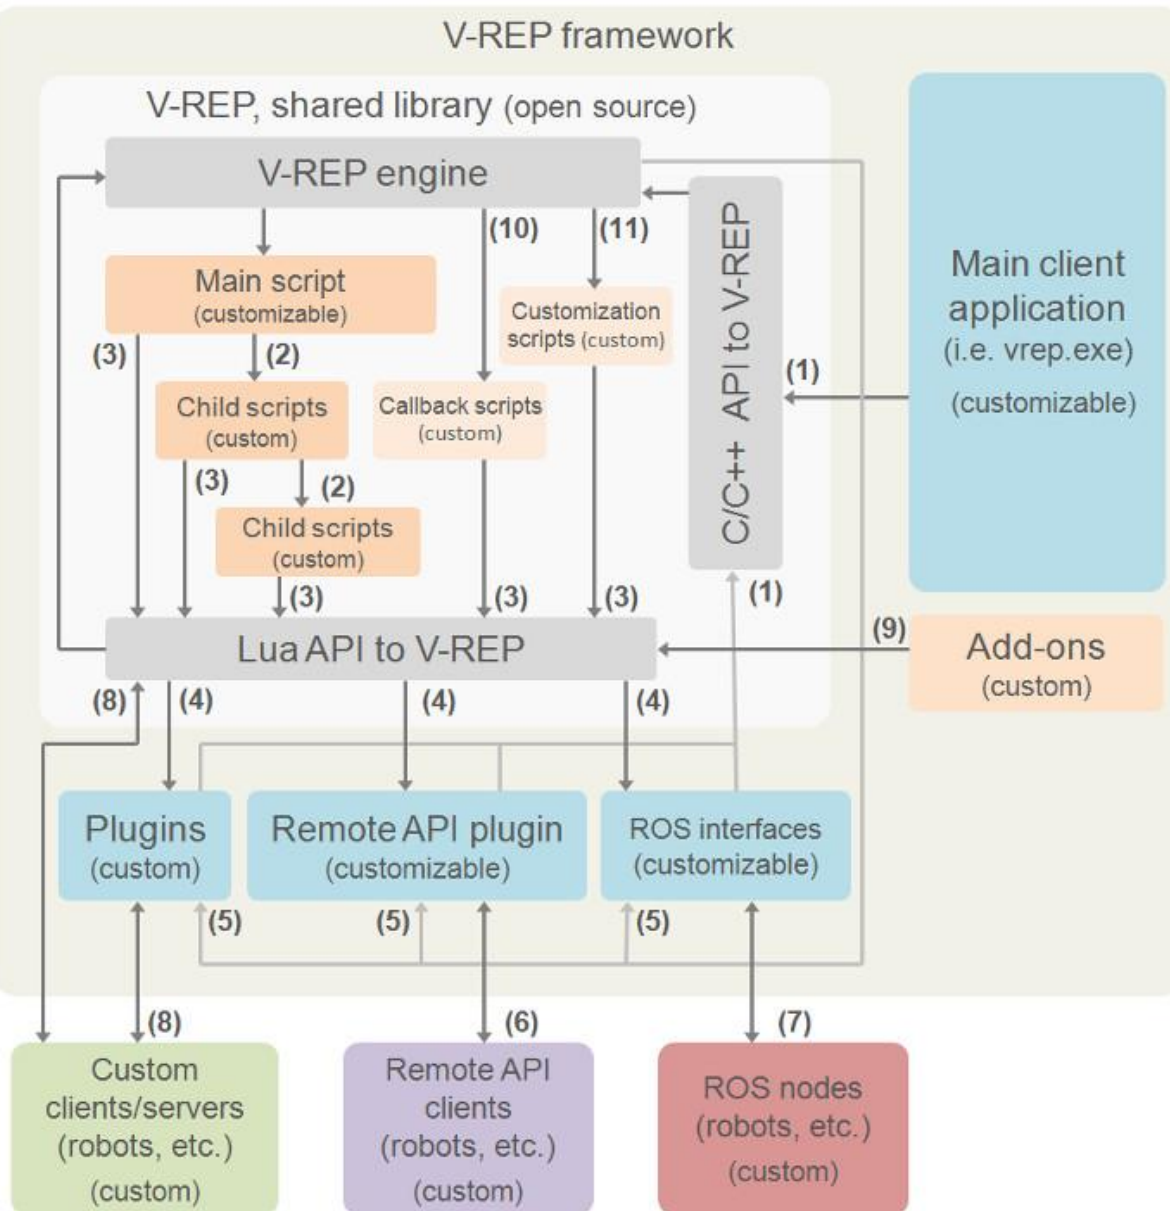 V-REP framework
V-REP, shared library (open source)
V-REP engine
(10)
(11)
Main script
(customizable)
(3)
(2)
Customization
scripts (custom)
C/C++ API to V-REP
Main client
application
(i.e. vrep.exe)
(customizable)
(1)
Child scripts
(custom)
Callback scripts
(custom)
(3)
(2)
Child scripts
(custom)
(3)
(3)
(3)
(1)
Lua API to V-REP
(9)
Add-ons
(custom)
(8)
(4)
(4)
(4)
Plugins
(custom)
Remote API plugin
(customizable)
ROS interfaces
(customizable)
(5)
(5)
(5)
(8)
(6)
(7)
Custom
clients/servers
(robots, etc.)
(custom)
Remote API
clients
(robots, etc.)
(custom)
ROS nodes
(robots, etc.)
(custom)